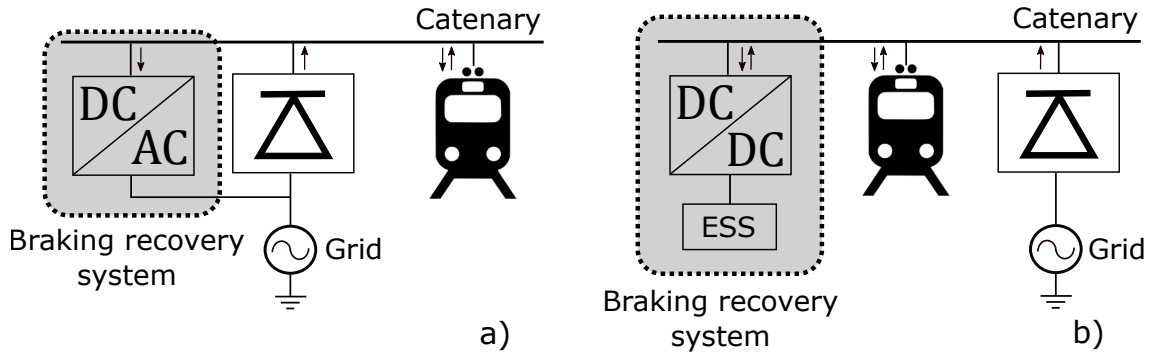 Catenary
DC
AC
Braking recovery
system
Grid
a)
Catenary
DC
DC
ESS
Braking recovery
system
Grid
b)